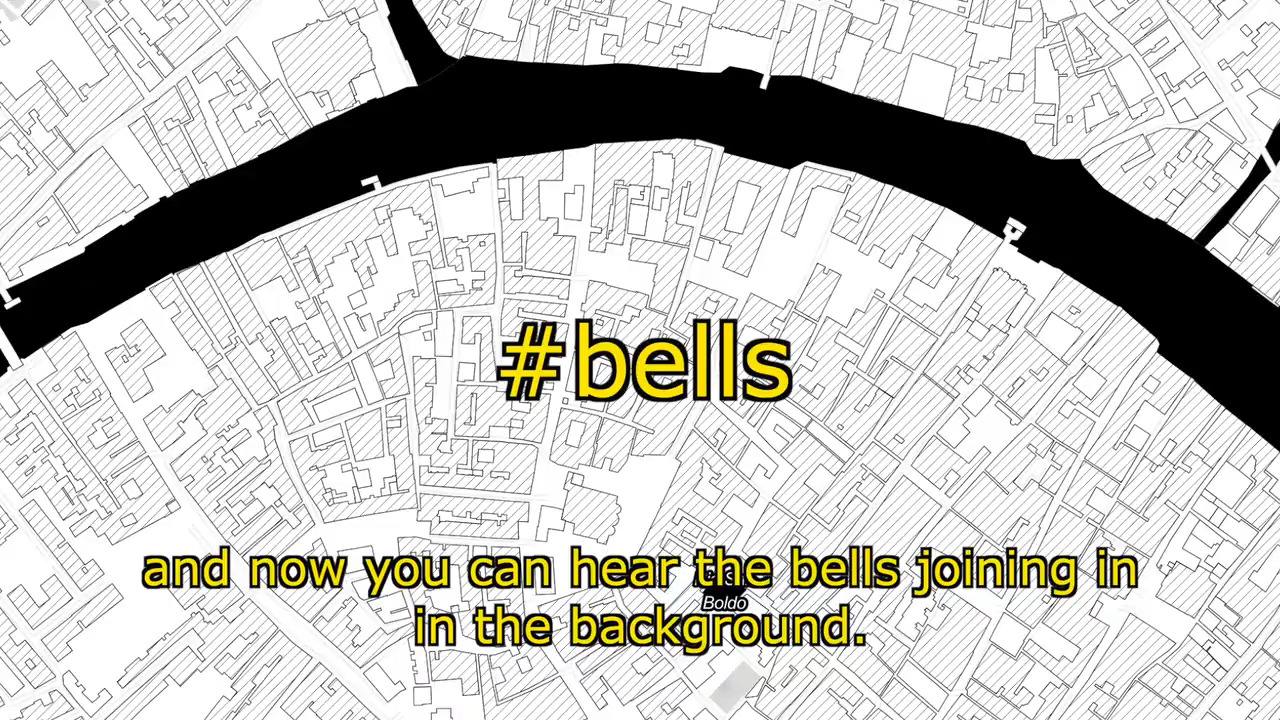 #bells
and now you can hear the bells joining in
Boldo
in the background.